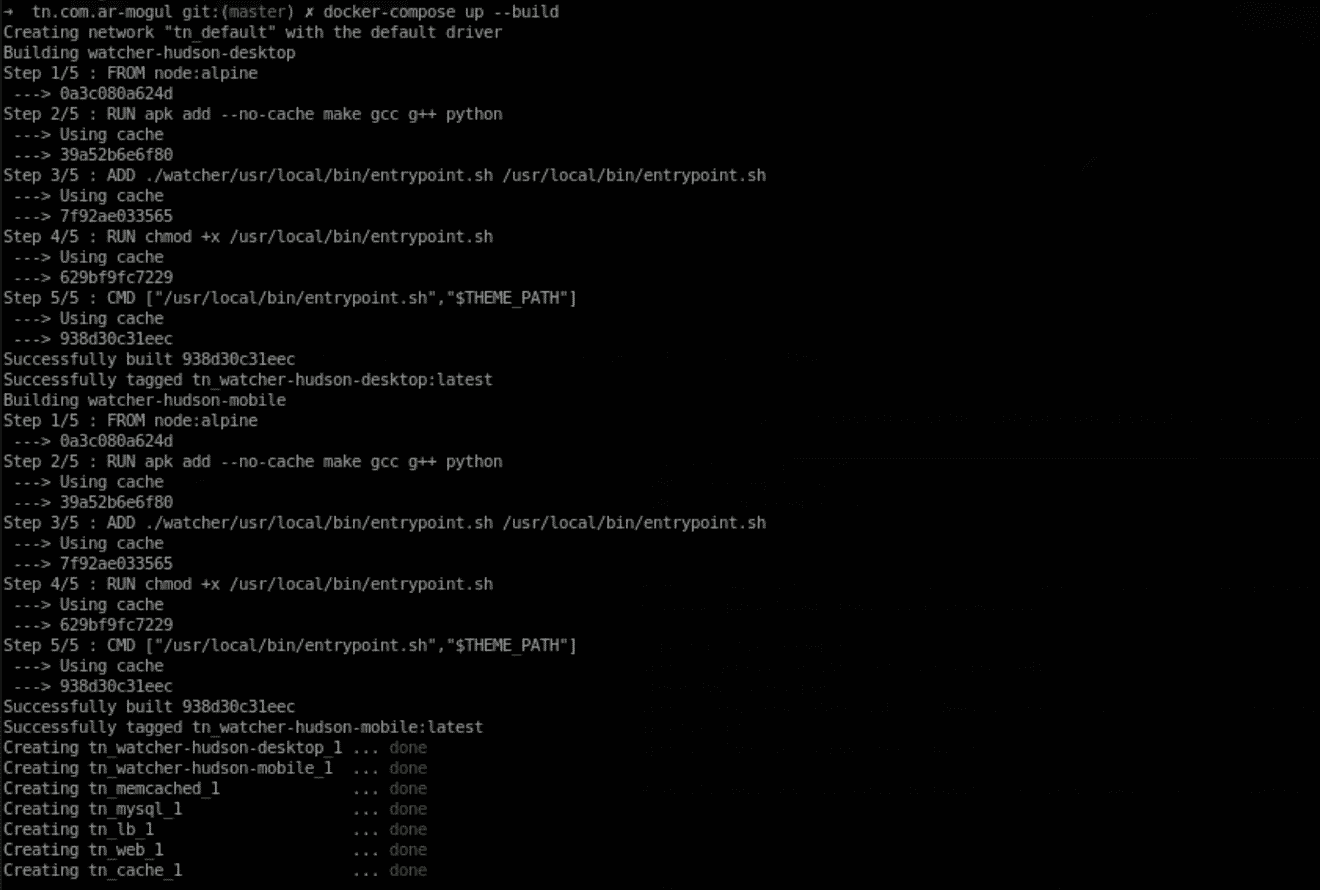 →  tn.com.ar-mogul git:(master) ✗ docker-compose up --build
Creating network "tn_default" with the default driver
Building watcher-hudson-desktop
Step 1/5 : FROM node:alpine
 ---> 0a3c080a624d
Step 2/5 : RUN apk add --no-cache make gcc g++ python
 ---> Using cache
 ---> 39a52b6e6f80
Step 3/5 : ADD ./watcher/usr/local/bin/entrypoint.sh /usr/local/bin/entrypoint.sh
 ---> Using cache
 ---> 7f92ae033565
Step 4/5 : RUN chmod +x /usr/local/bin/entrypoint.sh
 ---> Using cache
 ---> 629bf9fc7229
Step 5/5 : CMD ["/usr/local/bin/entrypoint.sh","$THEME_PATH"]
 ---> Using cache
 ---> 938d30c31eec
Successfully built 938d30c31eec
Successfully tagged tn_watcher-hudson-desktop:latest
Building watcher-hudson-mobile
Step 1/5 : FROM node:alpine
 ---> 0a3c080a624d
Step 2/5 : RUN apk add --no-cache make gcc g++ python
 ---> Using cache
 ---> 39a52b6e6f80
Step 3/5 : ADD ./watcher/usr/local/bin/entrypoint.sh /usr/local/bin/entrypoint.sh
 ---> Using cache
 ---> 7f92ae033565
Step 4/5 : RUN chmod +x /usr/local/bin/entrypoint.sh
 ---> Using cache
 ---> 629bf9fc7229
Step 5/5 : CMD ["/usr/local/bin/entrypoint.sh","$THEME_PATH"]
 ---> Using cache
 ---> 938d30c31eec
Successfully built 938d30c31eec
Successfully tagged tn_watcher-hudson-mobile:latest
Creating tn_watcher-hudson-desktop_1 ... done
Creating tn_watcher-hudson-mobile_1  ... done
Creating tn_memcached_1              ... done
Creating tn_mysql_1                  ... done
Creating tn_lb_1                     ... done
Creating tn_web_1                    ... done
Creating tn_cache_1                  ... done